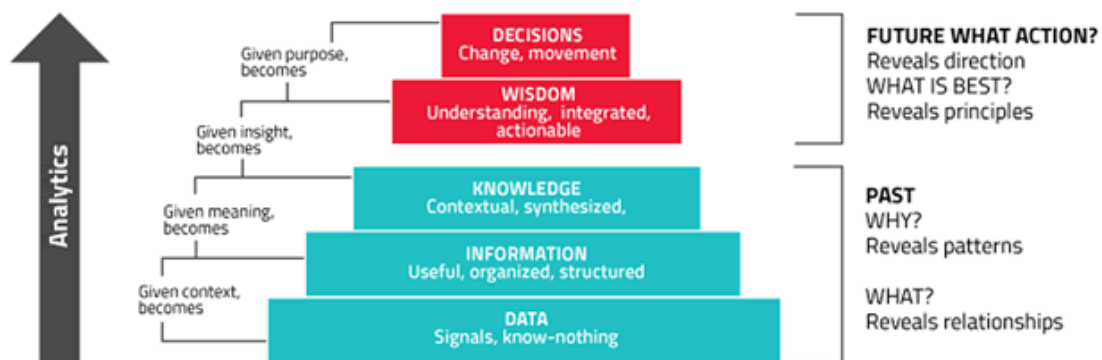 Analytics
Given purpose,
becomes
Given insight,
becomes
Given meaning,
becomes
Given context,
becomes
DECISIONS
Change, movement
WISDOM
Understanding, integrated,
actionable
KNOWLEDGE
Contextual, synthesized,
INFORMATION
Useful, organized, structured
DATA
Signals, know-nothing
FUTURE WHAT ACTION?
Reveals direction
WHAT IS BEST?
Reveals principles
PAST
WHY?
Reveals patterns
WHAT?
Reveals relationships